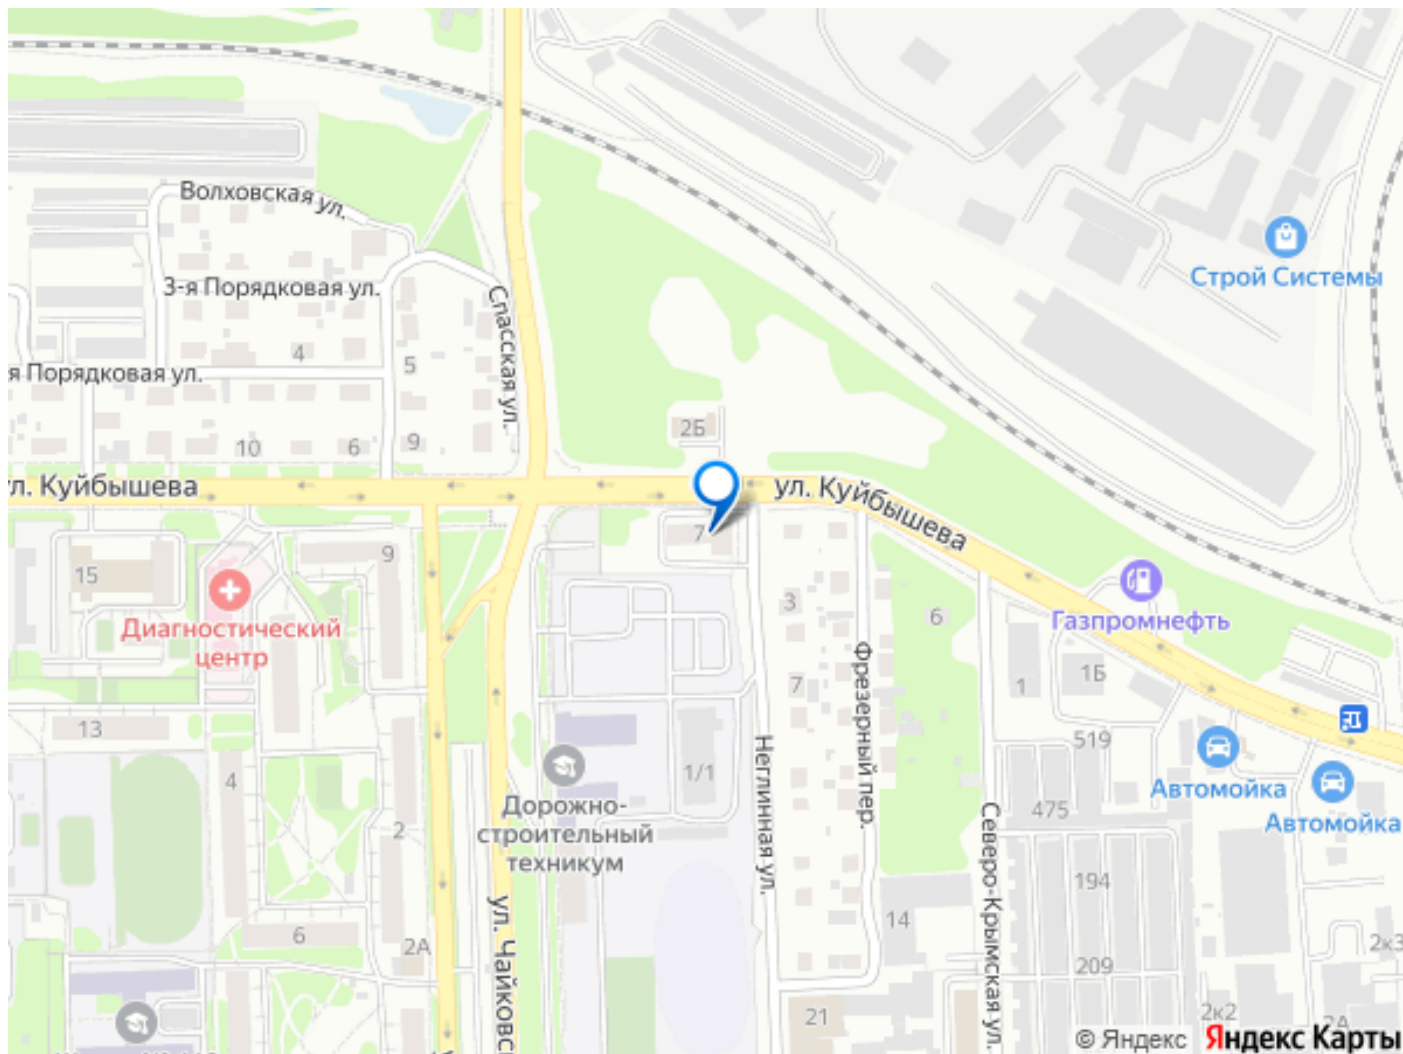 Волховская ул.
Строй Системы
3-я Порядковая ул.
Спасская ул.
4
5
я Порядковая ул.
2Б
10
6
9
ул. Куйбышева
ул. Куйбышева
7
9
15
Диагностический
центр
3
6
Газпромнефть
Фрезерный пер.
7
1
1Б
13
519
Неглинная ул.
1/1
4
Автомойка
Дорожно-
строительный
техникум
475
Северо-Крымская ул.
Автомойка
2
194
ул. Чайковс
14
6
2А
209
2к3
21
2к2
2А
© Яндекс
Яндекс Карты